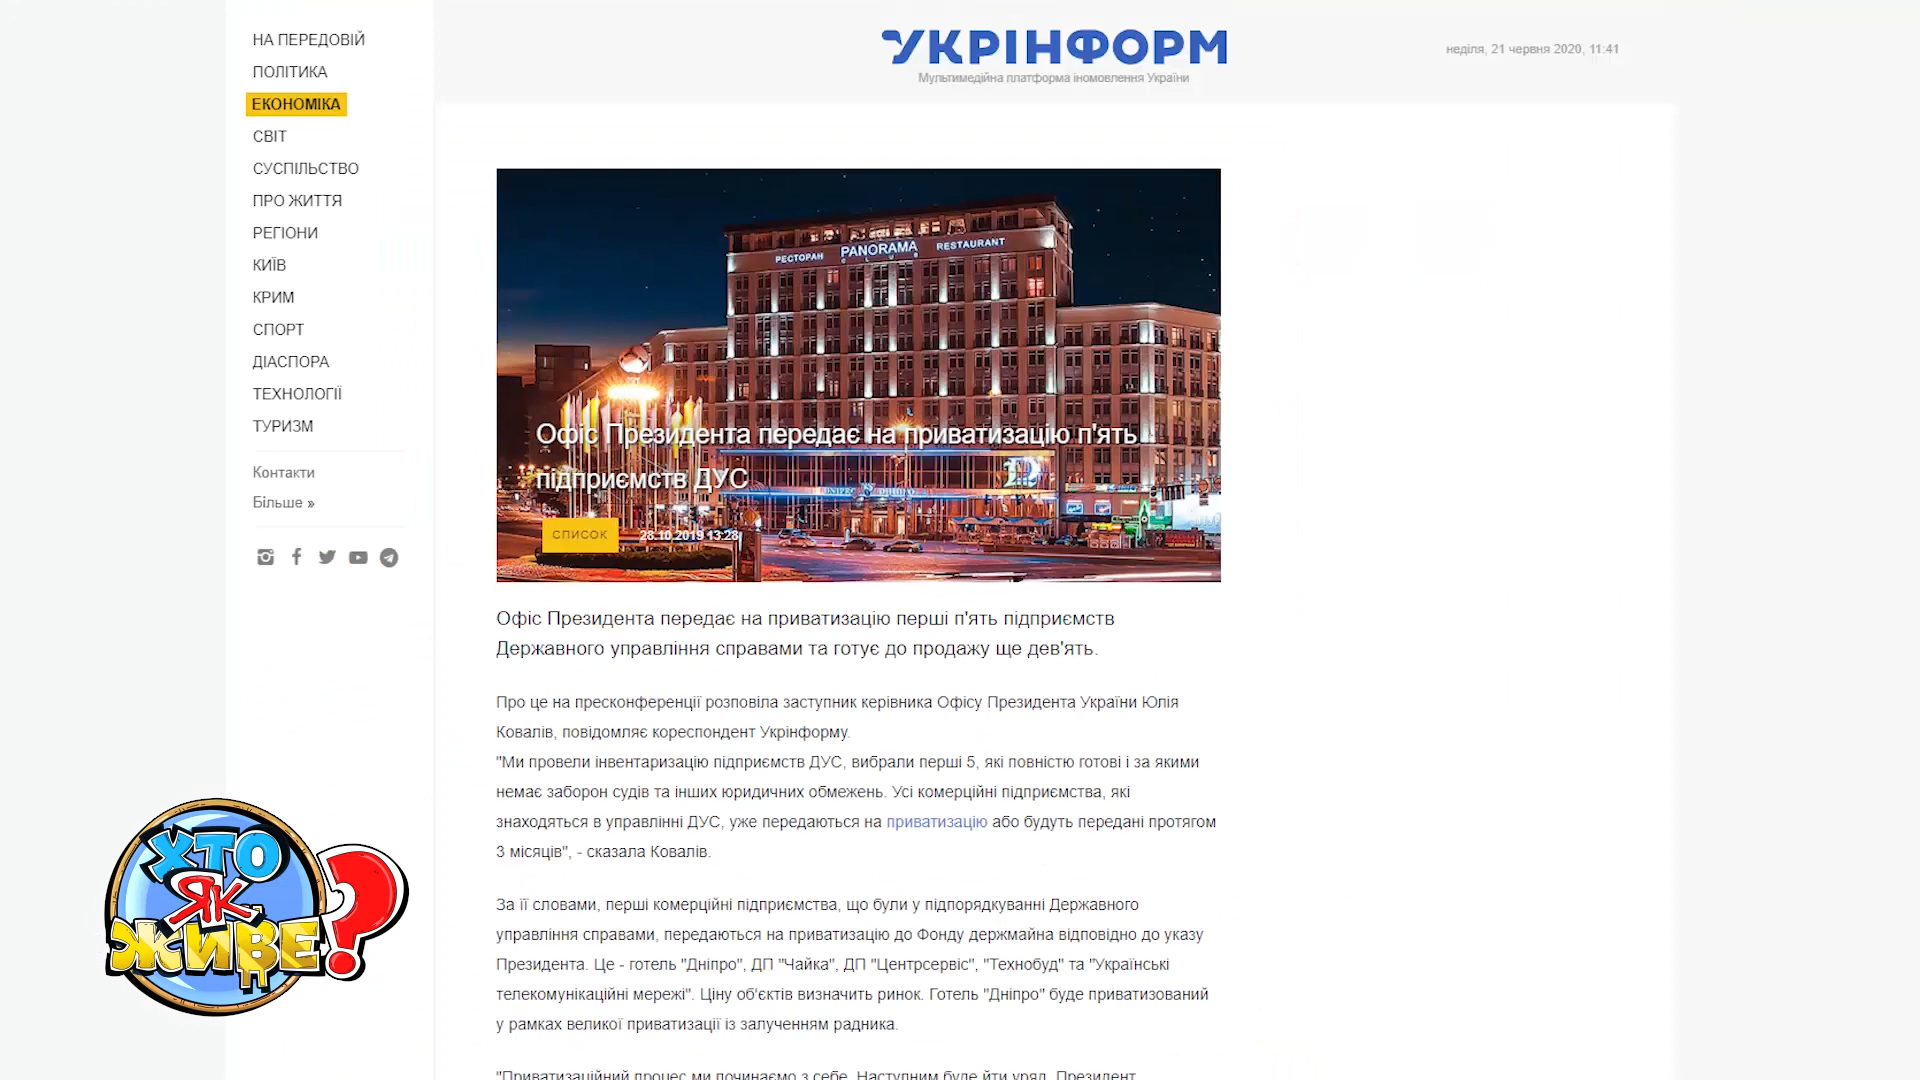 НА ПЕРЕДОВІЙ
ПОЛІТИКА
ЕКОНОМІКА
СВІТ
СУСПІЛЬСТВО
ПРО ЖИТТЯ
РЕГІОНИ
КИЇВ
КРИМ
СПОРТ
ДІАСПОРА
ТЕХНОЛОГІЇ
ТУРИЗМ
Контакти
Більше »
УКРІНФОРМ
Мультимедійна платформа іномовлення України
неділя, 21 червня 2020, 11:41
РЕСТОРАН PANORAMA RESTAURANT
CLUB
Офіс Президента передає на приватизацію п'ять
підприємств ДУС
СПИСОК 28.10.2019 13:28
Офіс Президента передає на приватизацію перші п'ять підприємств
Державного управління справами та готує до продажу ще дев'ять.
Про це на пресконференції розповіла заступник керівника Офісу Президента України Юлія
Ковалів, повідомляє кореспондент Укрінформу.
"Ми провели інвентаризацію підприємств ДУС, вибрали перші 5, які повністю готові і за якими
немає заборон судів та інших юридичних обмежень. Усі комерційні підприємства, які
знаходяться в управлінні ДУС, уже передаються на приватизацію або будуть передані протягом
3 місяців", - сказала Ковалів.
За її словами, перші комерційні підприємства, що були у підпорядкуванні Державного
управління справами, передаються на приватизацію до Фонду держмайна відповідно до указу
Президента. Це - готель "Дніпро", ДП "Чайка", ДП "Центрсервіс", "Технобуд" та "Українські
телекомунікаційні мережі". Ціну об'єктів визначить ринок. Готель "Дніпро" буде приватизований
у рамках великої приватизації із залученням радника.
"Приватизаційний процес ми починаємо з себе. Наступним буде йти уряд. Президент
ХТО
ЯК
ЖИВЕ?